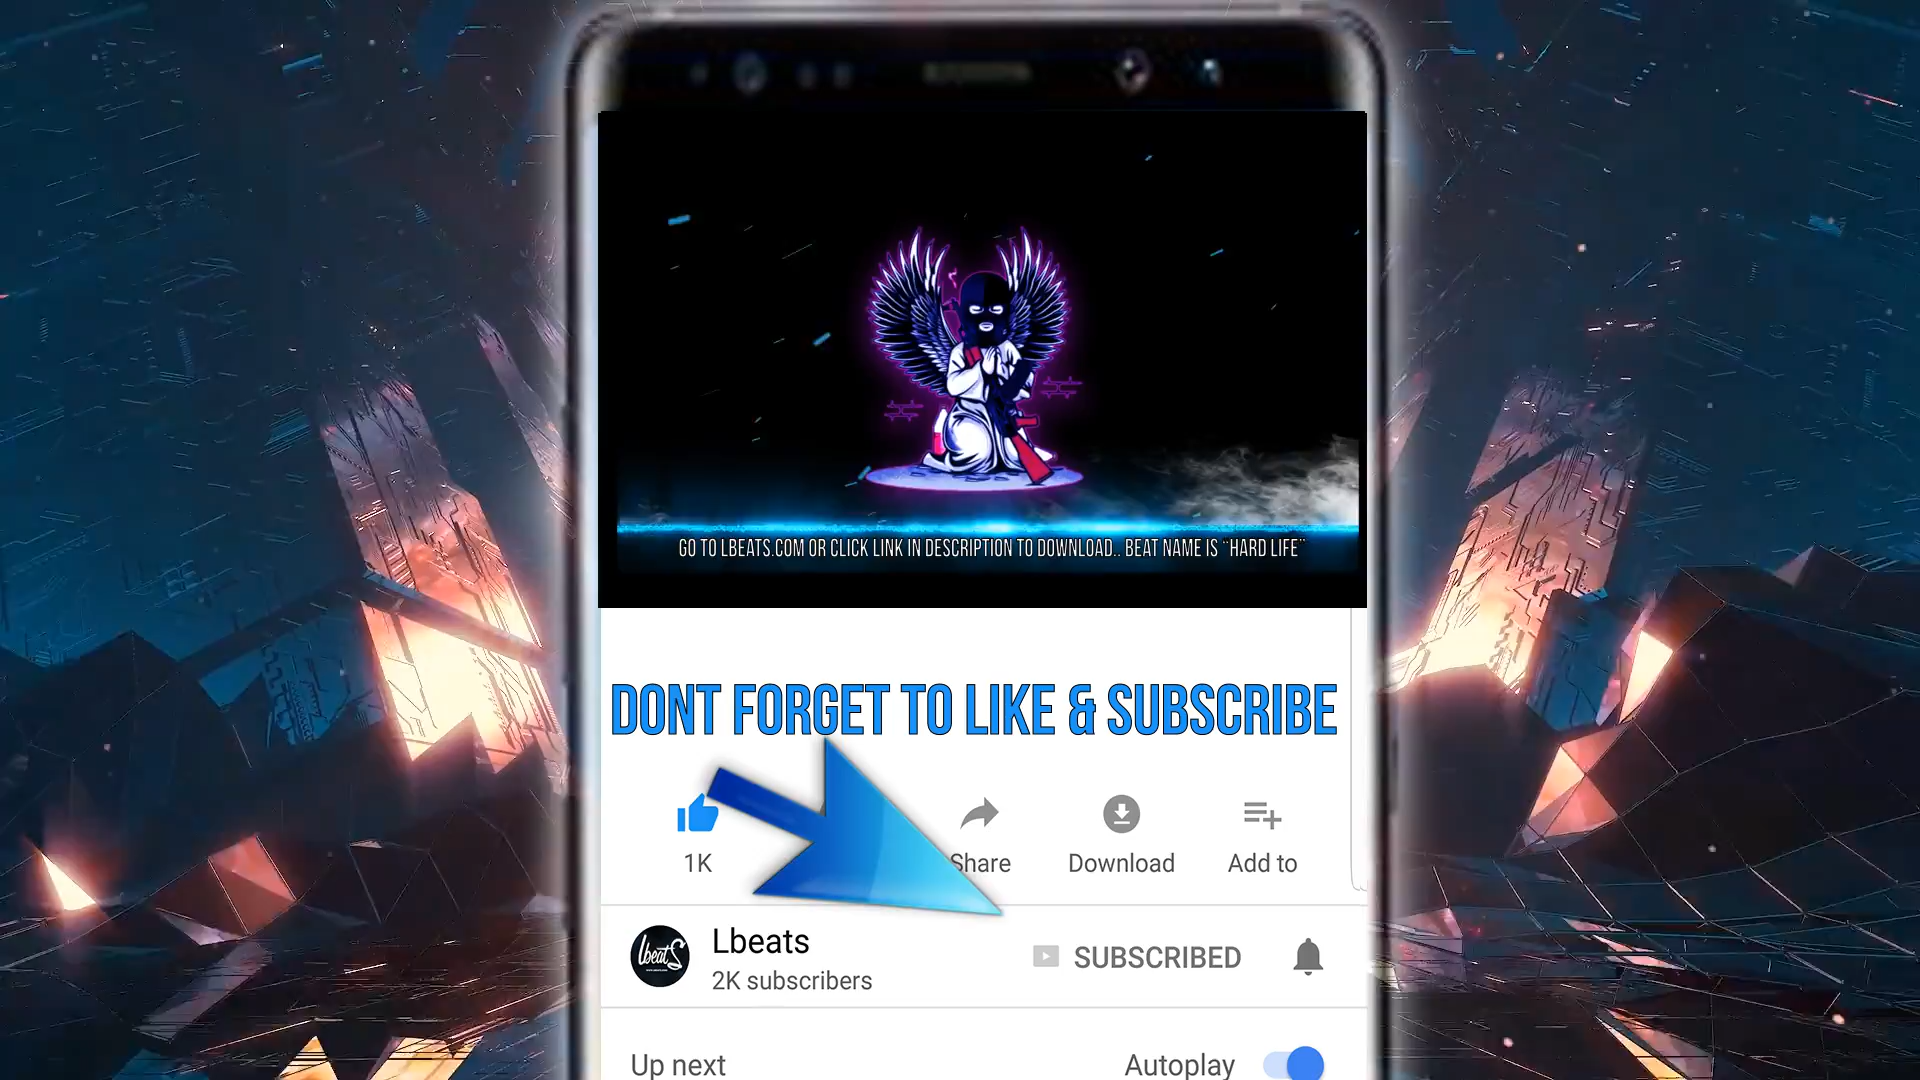 GO TO LBEATS.COM OR CLICK LINK IN DESCRIPTION TO DOWNLOAD.. BEAT NAME IS “HARD LIFE”
DONT FORGET TO LIKE & SUBSCRIBE
1K
Share
Download
Add to
lbeatS
Lbeats
2K subscribers
SUBSCRIBED
Up next
Autoplay